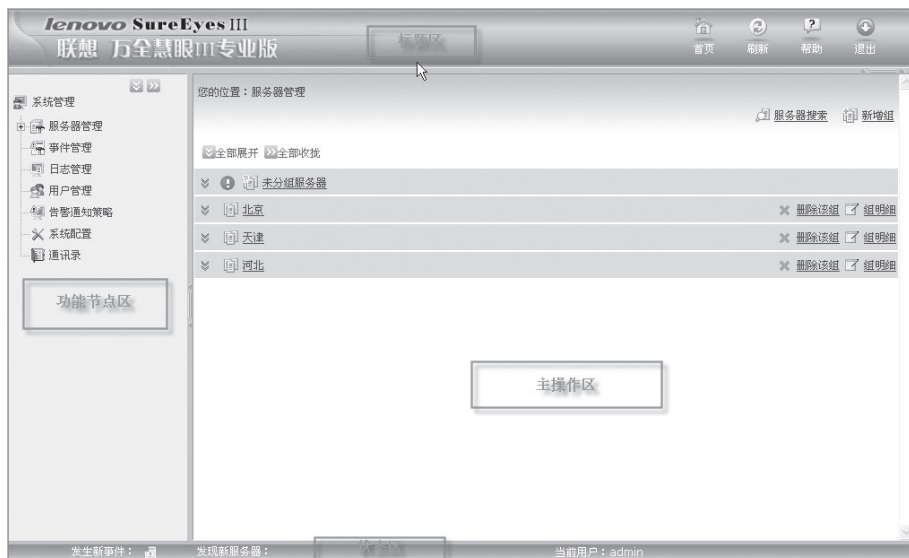 lenovo SureEyes III
联想 万全慧眼III专业版
标题区
首页 刷新 帮助 退出
系统管理
服务器管理
事件管理
日志管理
用户管理
告警通知策略
系统配置
通讯录
功能节点区
您的位置：服务器管理
服务器搜索 新增组
全部展开 全部收拢
未分组服务器
北京 删除该组 组明细
天津 删除该组 组明细
河北 删除该组 组明细
主操作区
发生新事件： 发现新服务器： 当前用户：admin